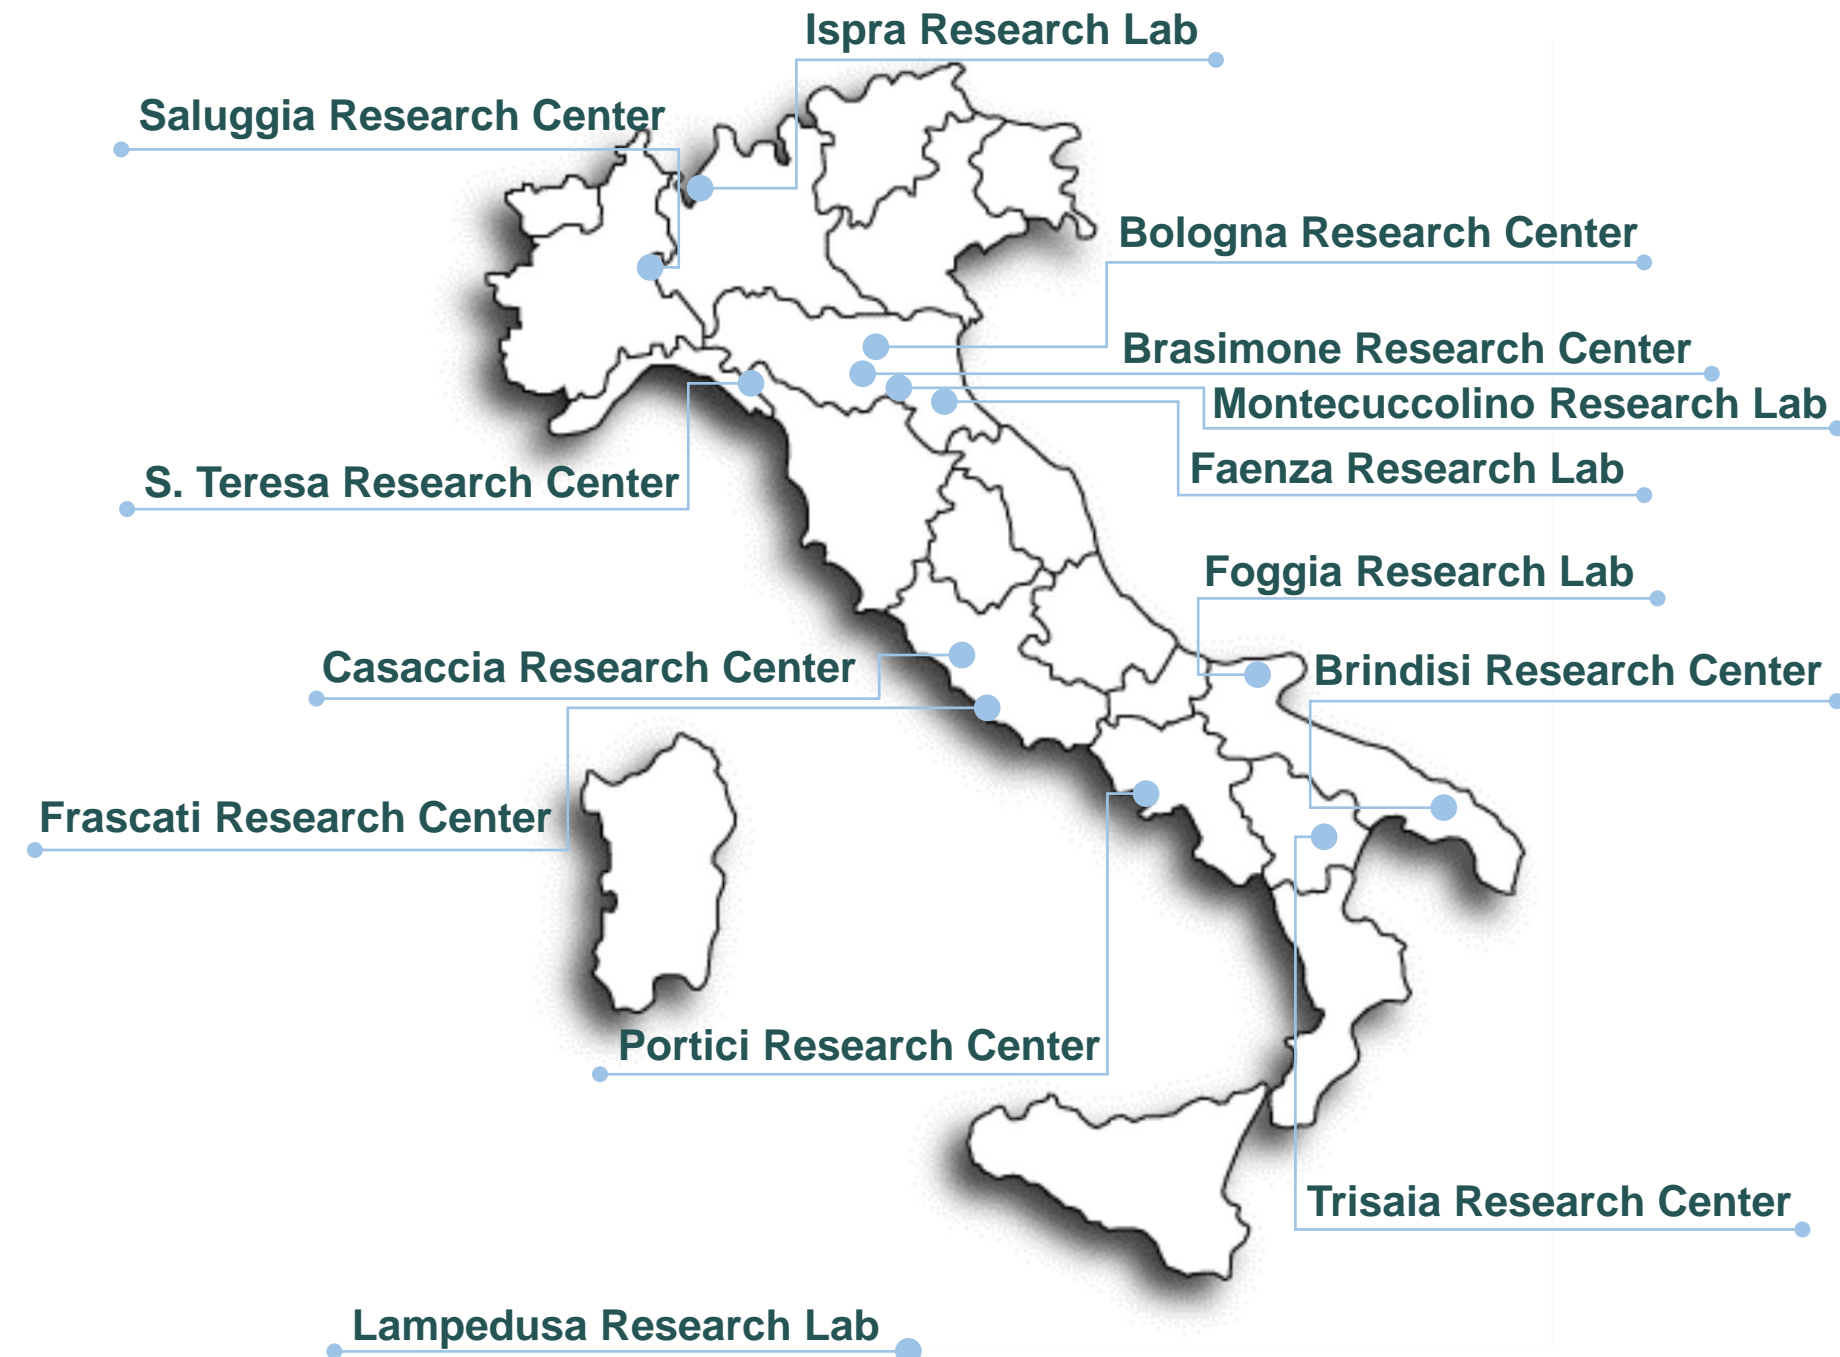 Ispra Research Lab
Saluggia Research Center
Bologna Research Center
Brasimone Research Center
Montecuccolino Research Lab
Faenza Research Lab
S. Teresa Research Center
Foggia Research Lab
Casaccia Research Center
Brindisi Research Center
Frascati Research Center
Portici Research Center
Trisaia Research Center
Lampedusa Research Lab